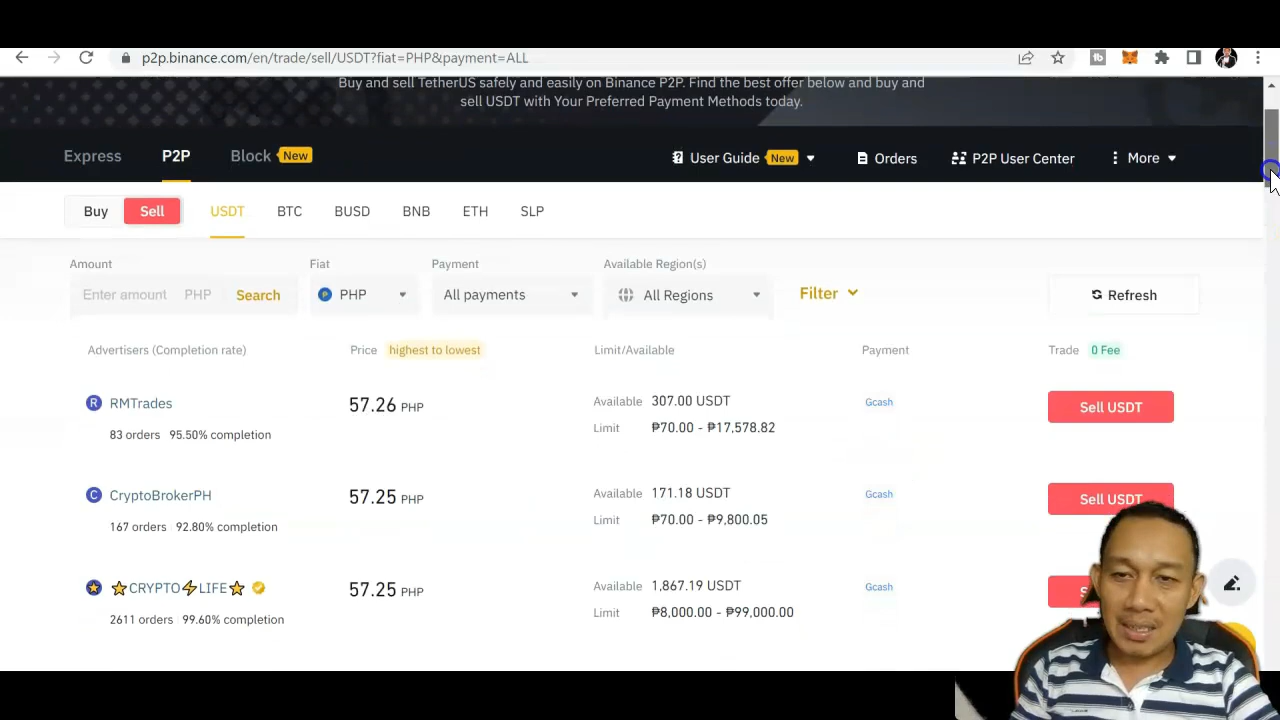 p2p.binance.com/en/trade/sell/USDT?fiat=PHP&payment=ALL
Buy and sell TetherUS safely and easily on Binance P2P. Find the best offer below and buy and
sell USDT with Your Preferred Payment Methods today.
Express P2P Block New User Guide New Orders P2P User Center More
Buy Sell USDT BTC BUSD BNB ETH SLP
Amount Fiat Payment Available Region(s)
Enter amount PHP Search PHP All payments All Regions Filter Refresh
Advertisers (Completion rate) Price highest to lowest Limit/Available Payment Trade 0 Fee
R RMTrades 57.26 PHP Available 307.00 USDT Gcash Sell USDT
83 orders 95.50% completion Limit ₱70.00 - ₱17,578.82
C CryptoBrokerPH 57.25 PHP Available 171.18 USDT Gcash Sell USDT
167 orders 92.80% completion Limit ₱70.00 - ₱9,800.05
⭐CRYPTO⚡LIFE⭐ 57.25 PHP Available 1,867.19 USDT Gcash
2611 orders 99.60% completion Limit ₱8,000.00 - ₱99,000.00